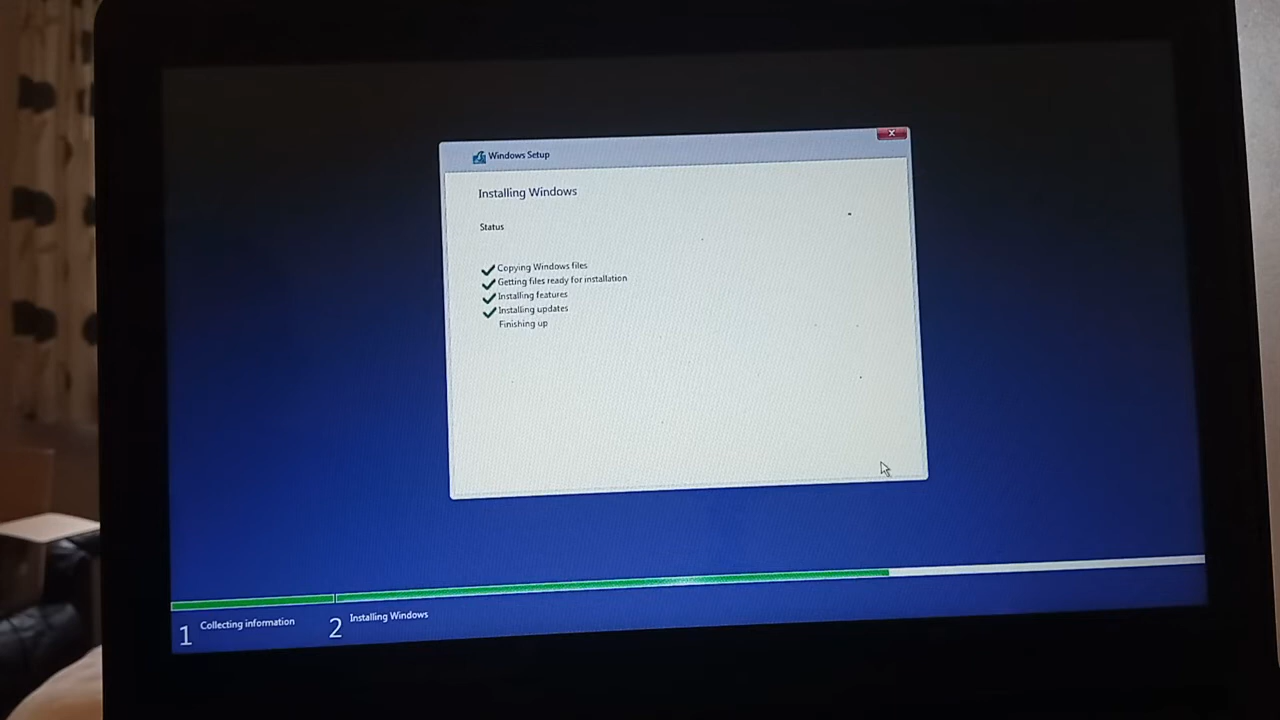 Windows Setup
Installing Windows
Status
Copying Windows files
Getting files ready for installation
Installing features
Installing updates
Finishing up
1 Collecting information
2 Installing Windows